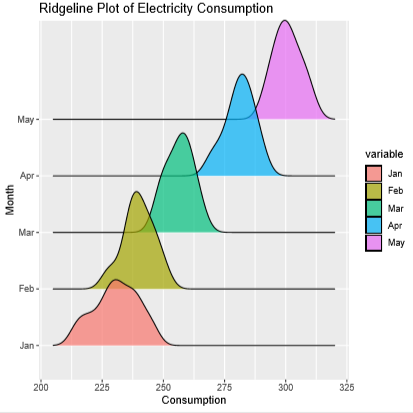 Ridgeline Plot of Electricity Consumption
Month
May
Apr
Mar
Feb
Jan
200 225 250 275 300 325
Consumption
variable
Jan
Feb
Mar
Apr
May